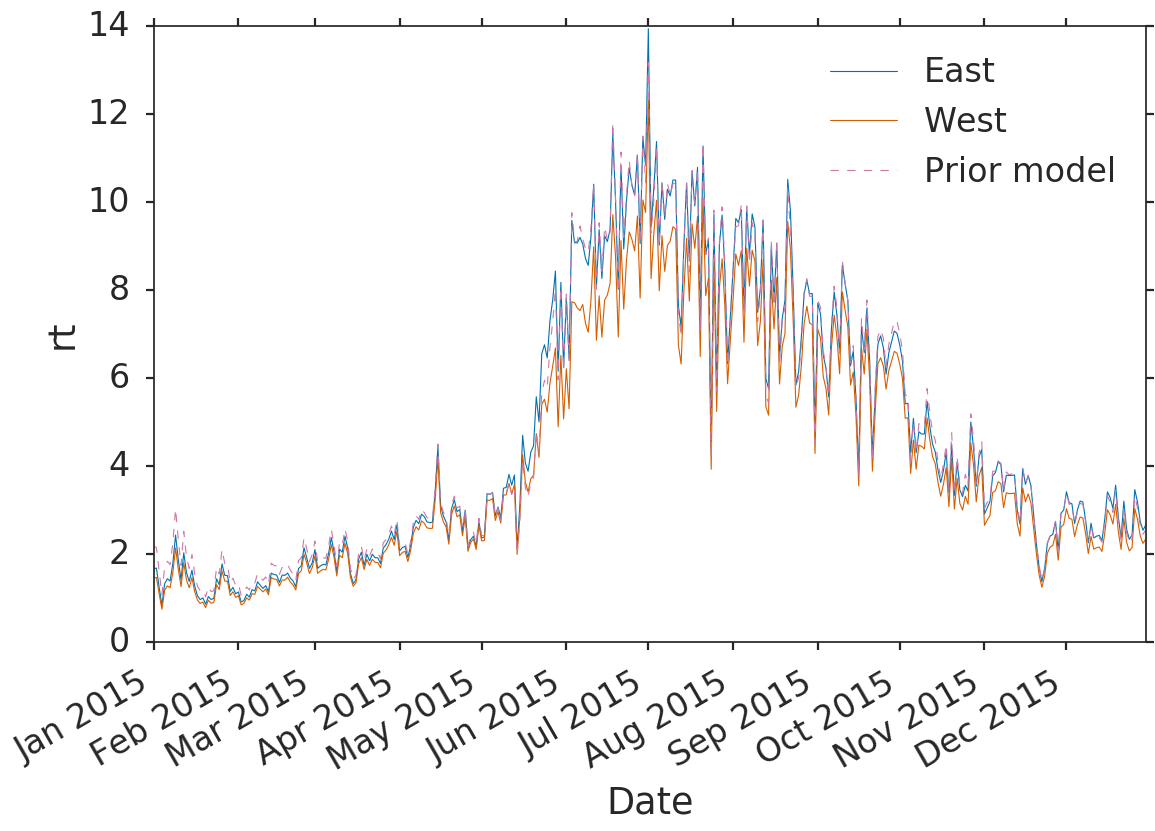 14
12
10
8
6
4
2
0
rt
East
West
Prior model
Jan 2015
Feb 2015
Mar 2015
Apr 2015
May 2015
Jun 2015
Jul 2015
Aug 2015
Sep 2015
Oct 2015
Nov 2015
Dec 2015
Date